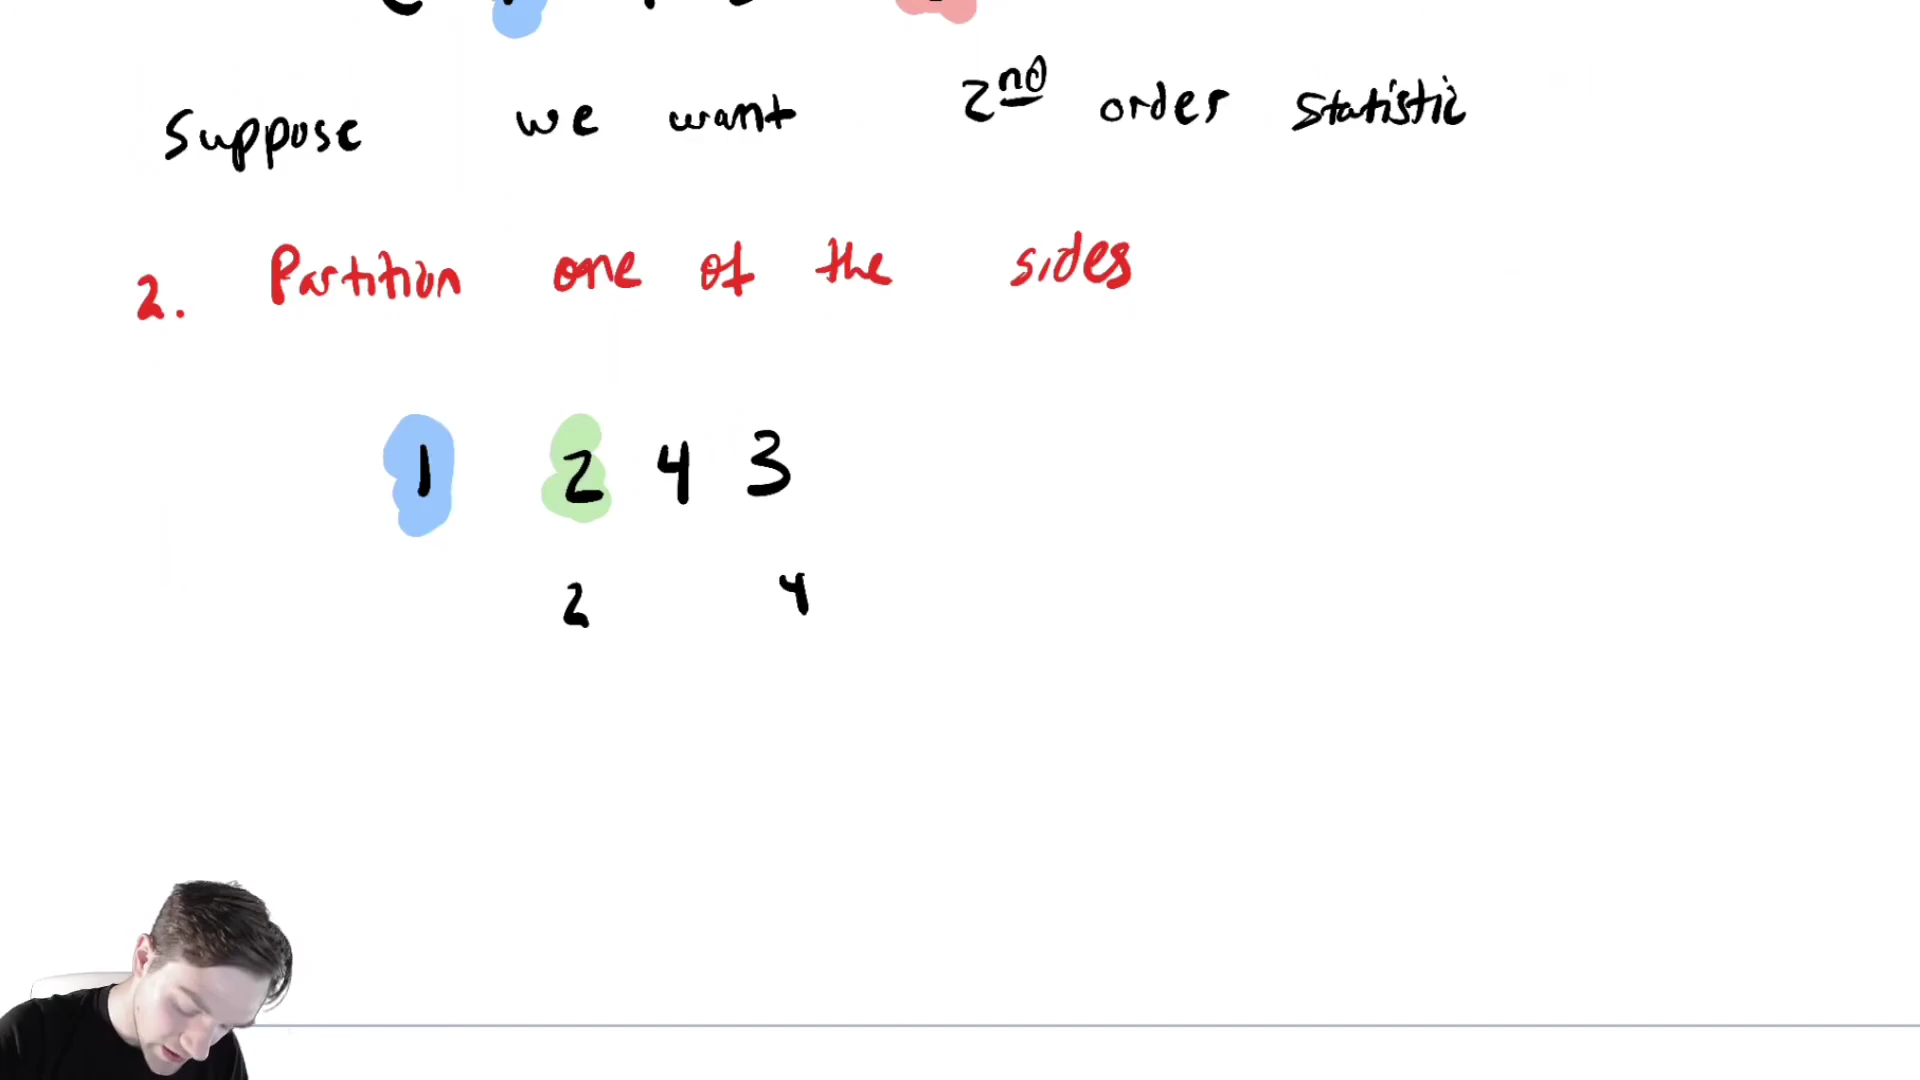 Suppose we want 2nd order statistic
2. Partition one of the sides
1 2 4 3
2 4